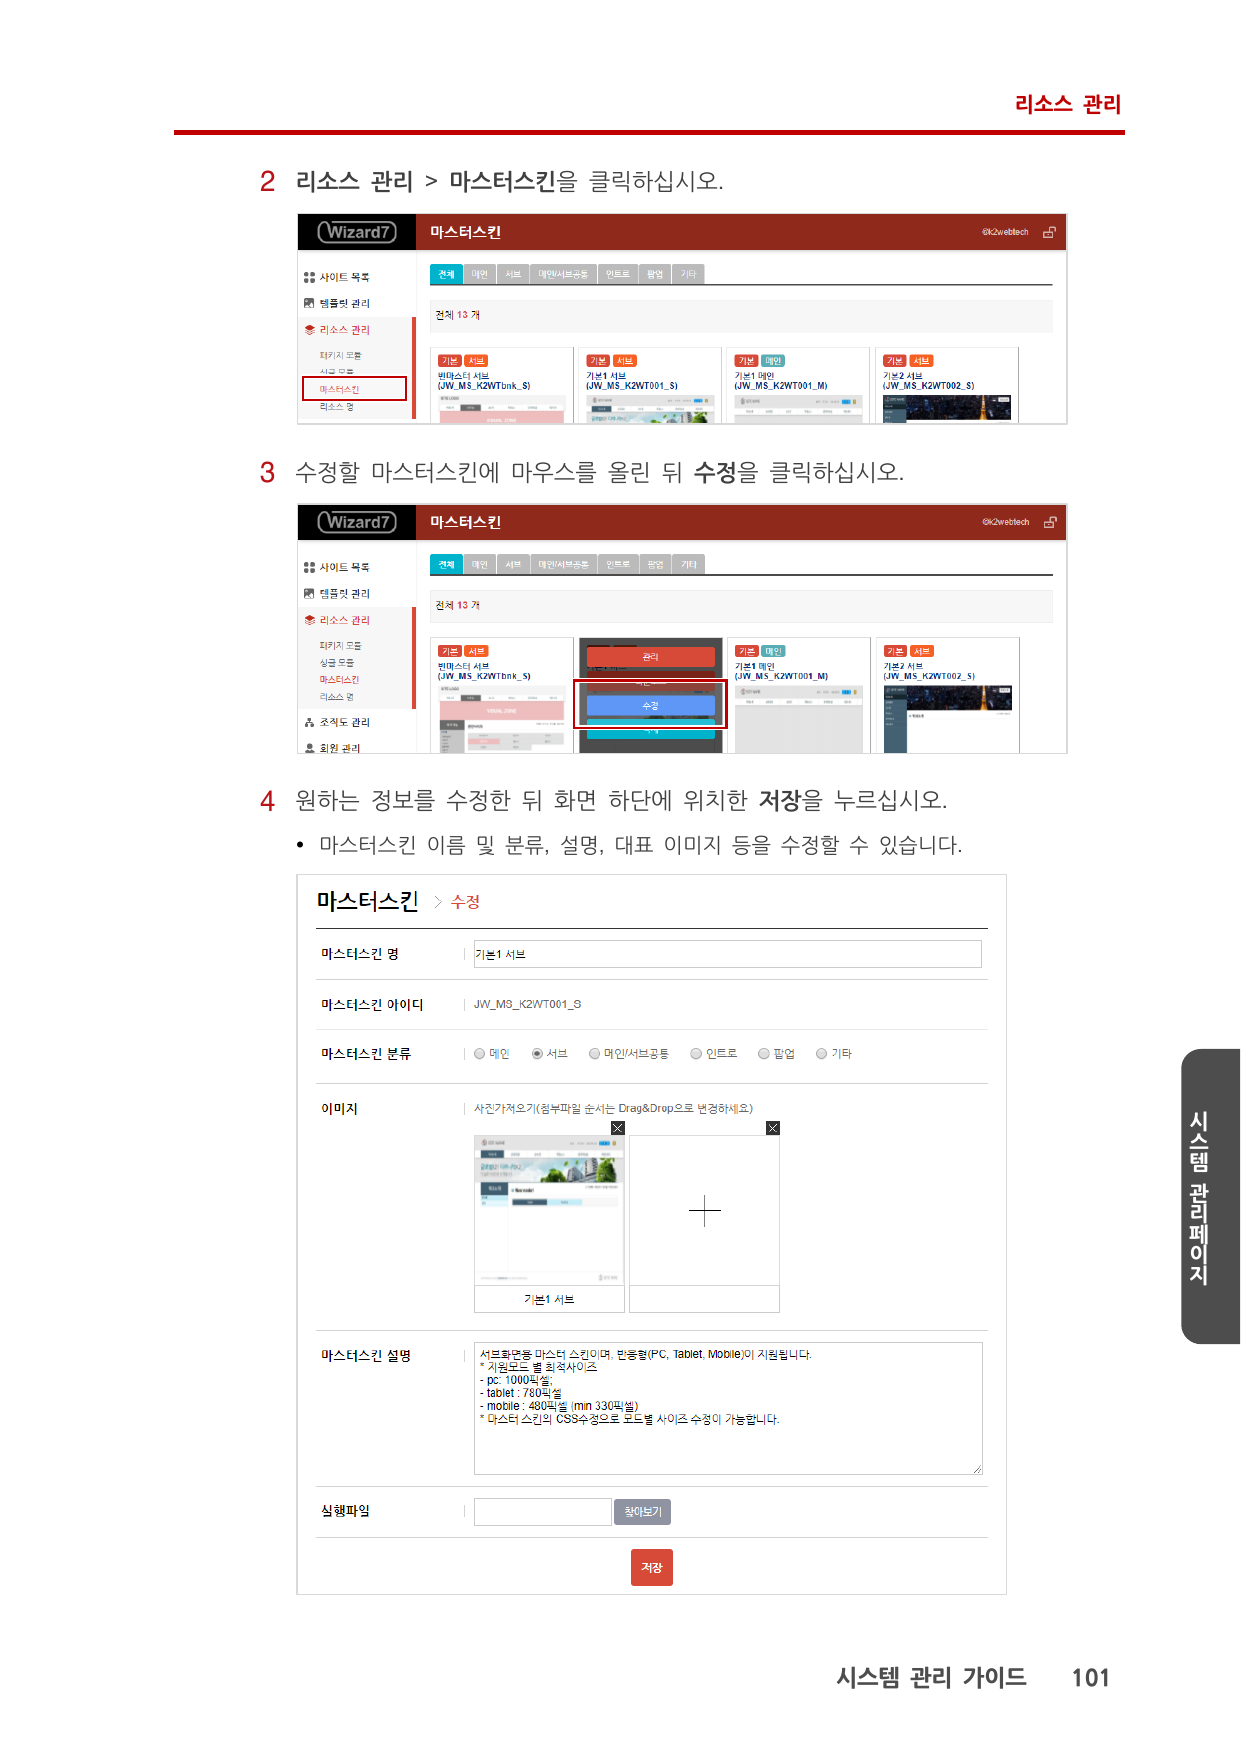 리소스 관리
2 리소스 관리 > 마스터스킨을 클릭하십시오.
Wizard7 마스터스킨 @k2webtech
사이트 목록
템플릿 관리
리소스 관리
패키지 모듈
싱글 모듈
마스터스킨
리소스 명
전체 메인 서브 메인/서브공통 인트로 팝업 기타
전체 13 개
기본 서브 기본 서브 기본 메인 기본 서브
빈마스터 서브 기본1 서브 기본1 메인 기본2 서브
(JW_MS_K2WTbnk_S) (JW_MS_K2WT001_S) (JW_MS_K2WT001_M) (JW_MS_K2WT002_S)
3 수정할 마스터스킨에 마우스를 올린 뒤 수정을 클릭하십시오.
Wizard7 마스터스킨 @k2webtech
사이트 목록
템플릿 관리
리소스 관리
패키지 모듈
싱글 모듈
마스터스킨
리소스 명
조직도 관리
회원 관리
전체 메인 서브 메인/서브공통 인트로 팝업 기타
전체 13 개
기본 서브 관리 기본 메인 기본 서브
빈마스터 서브 기본1 메인 기본2 서브
(JW_MS_K2WTbnk_S) (JW_MS_K2WT001_M) (JW_MS_K2WT002_S)
VISUAL ZONE
수정
4 원하는 정보를 수정한 뒤 화면 하단에 위치한 저장을 누르십시오.
• 마스터스킨 이름 및 분류, 설명, 대표 이미지 등을 수정할 수 있습니다.
마스터스킨 > 수정
마스터스킨 명 기본1 서브
마스터스킨 아이디 JW_MS_K2WT001_S
마스터스킨 분류 메인 서브 메인/서브공통 인트로 팝업 기타
이미지 사진가져오기(첨부파일 순서는 Drag&Drop으로 변경하세요)
기본1 서브
마스터스킨 설명 서브화면용 마스터 스킨이며, 반응형(PC, Tablet, Mobile)이 지원됩니다.
* 지원모드 별 최적사이즈
- pc: 1000픽셀;
- tablet : 780픽셀
- mobile : 480픽셀 (min 330픽셀)
* 마스터 스킨의 CSS수정으로 모드별 사이즈 수정이 가능합니다.
실행파일 찾아보기
저장
시스템 관리페이지
시스템 관리 가이드 101